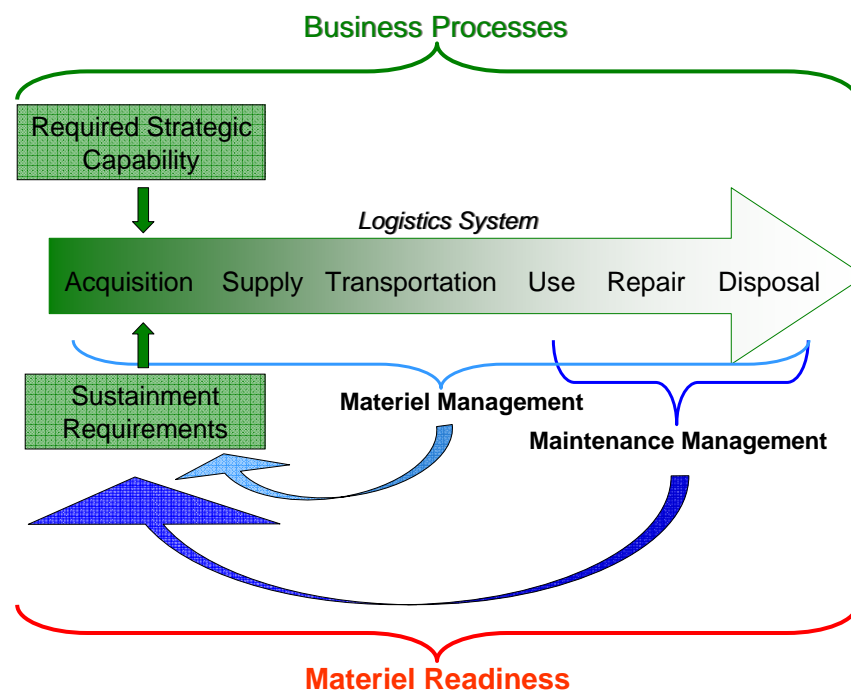 Business Processes
Required Strategic
Capability
Logistics System
Acquisition Supply Transportation Use Repair Disposal
Sustainment
Requirements
Materiel Management
Maintenance Management
Materiel Readiness